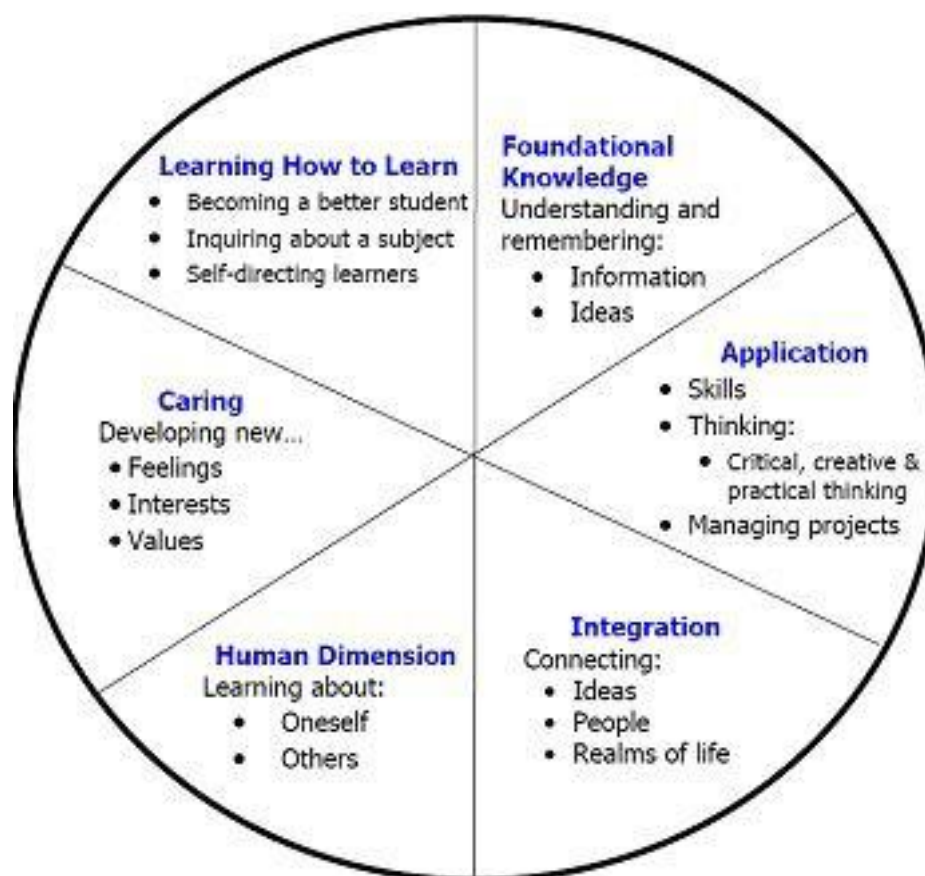 Learning How to Learn
• Becoming a better student
• Inquiring about a subject
• Self-directing learners
Foundational
Knowledge
Understanding and
remembering:
• Information
• Ideas
Application
• Skills
• Thinking:
• Critical, creative &
practical thinking
• Managing projects
Integration
Connecting:
• Ideas
• People
• Realms of life
Human Dimension
Learning about:
• Oneself
• Others
Caring
Developing new...
• Feelings
• Interests
• Values